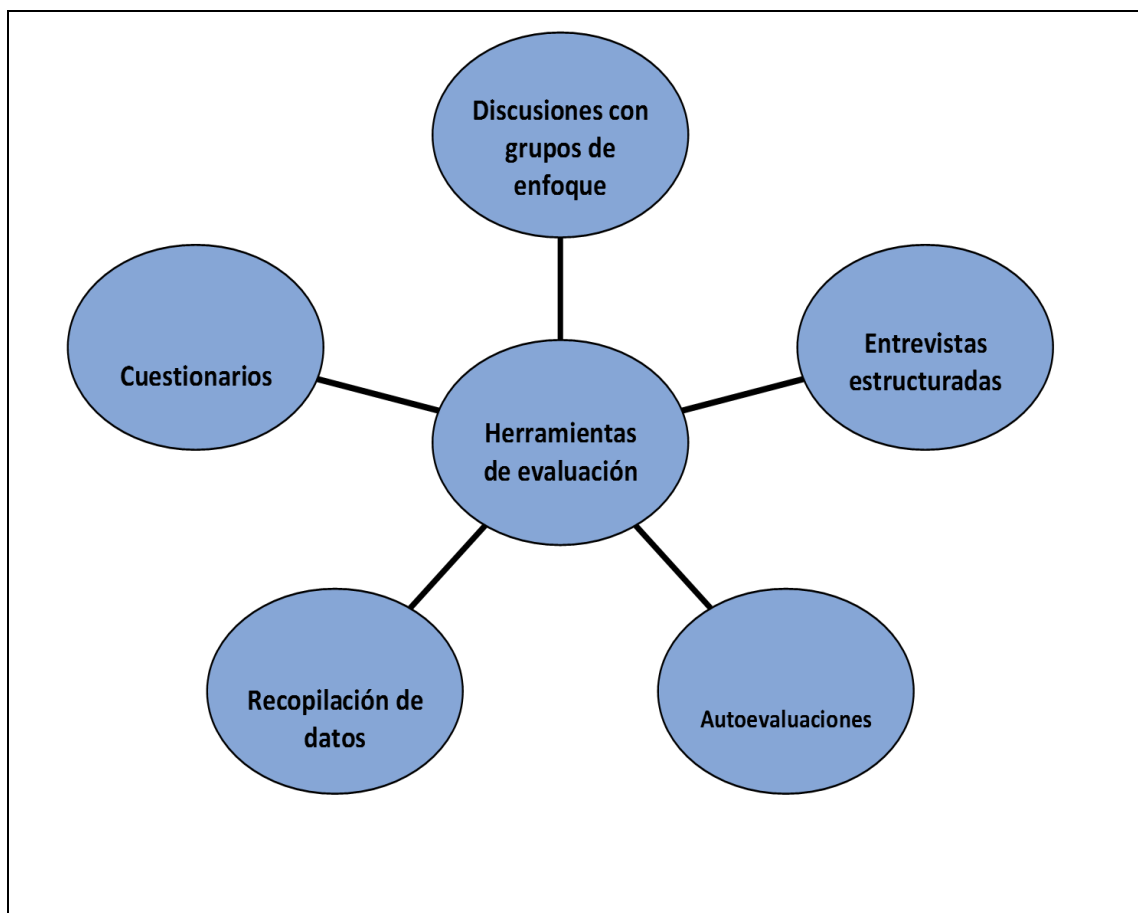 Discusiones con
grupos de
enfoque
Cuestionarios
Entrevistas
estructuradas
Herramientas
de evaluación
Recopilación de
datos
Autoevaluaciones